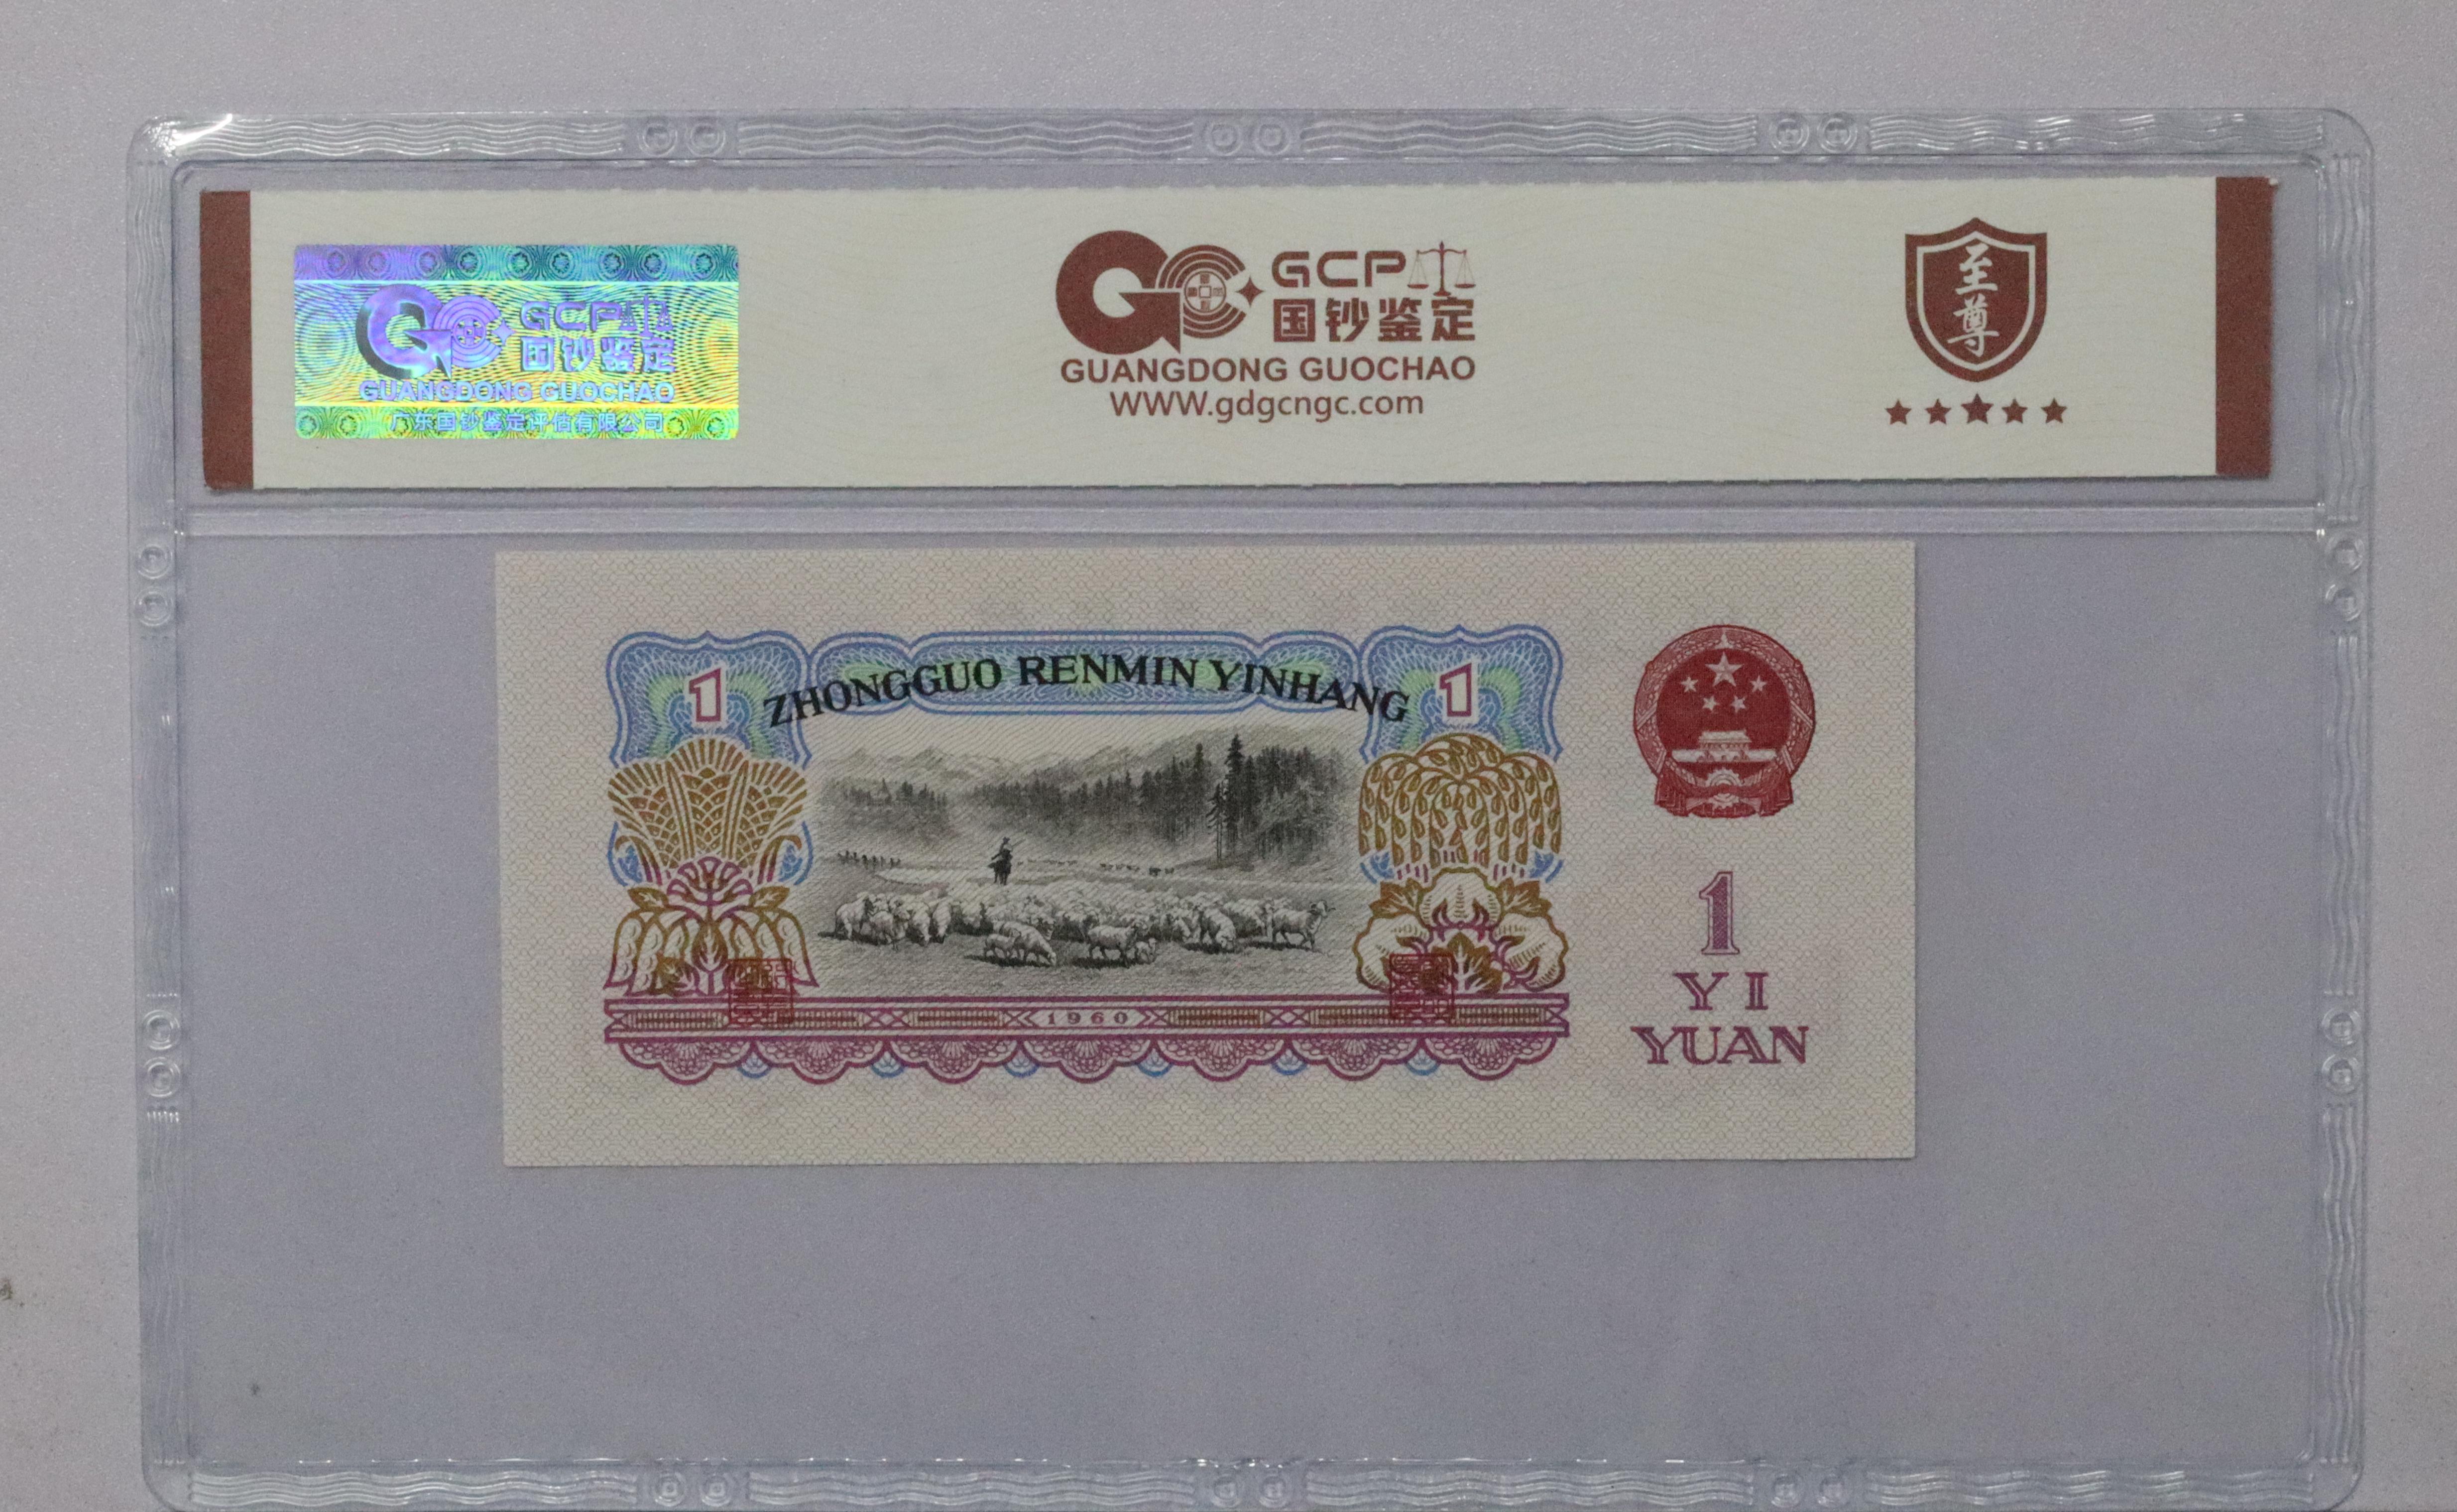 GCP
国钞鉴定
GUANGDONG GUOCHAO
广东国钞鉴定评估有限公司
GCP
国钞鉴定
GUANGDONG GUOCHAO
www.gdgcngc.com
至尊
1 ZHONGGUO RENMIN YINHANG 1
1960
1
YI
YUAN